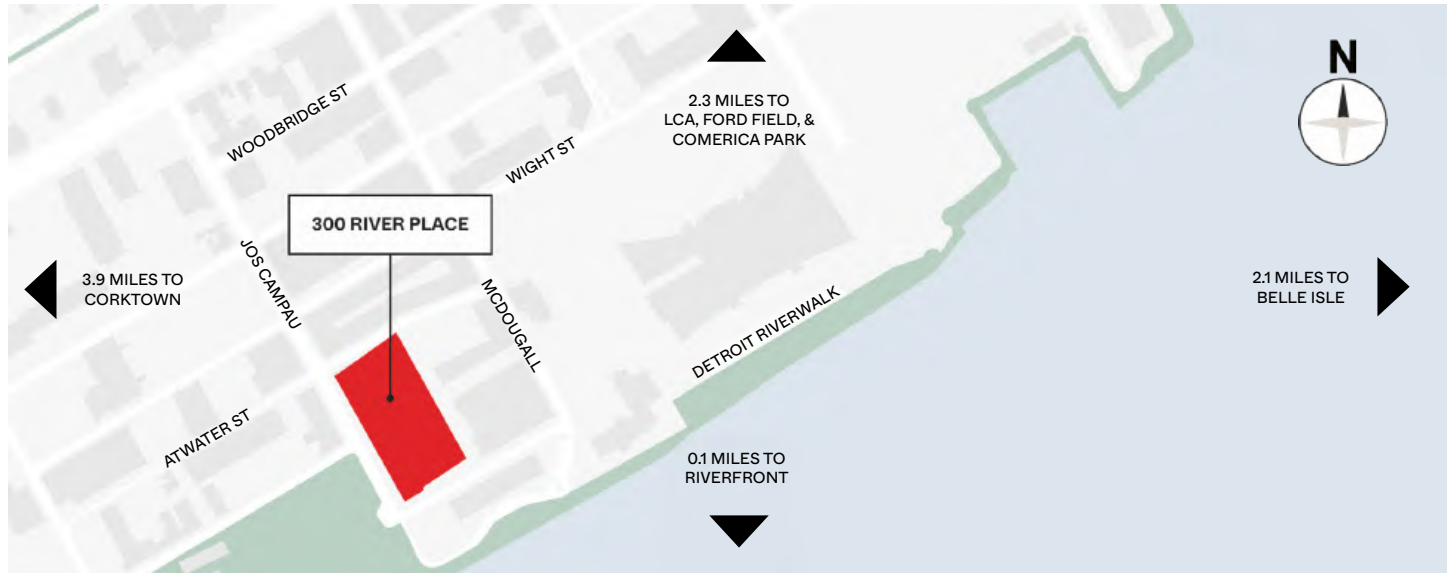 N
2.3 MILES TO
LCA, FORD FIELD, &
COMERICA PARK
WOODBRIDGE ST
WIGHT ST
300 RIVER PLACE
JOS CAMPAU
3.9 MILES TO
CORKTOWN
MCDOUGALL
2.1 MILES TO
BELLE ISLE
DETROIT RIVERWALK
ATWATER ST
0.1 MILES TO
RIVERFRONT